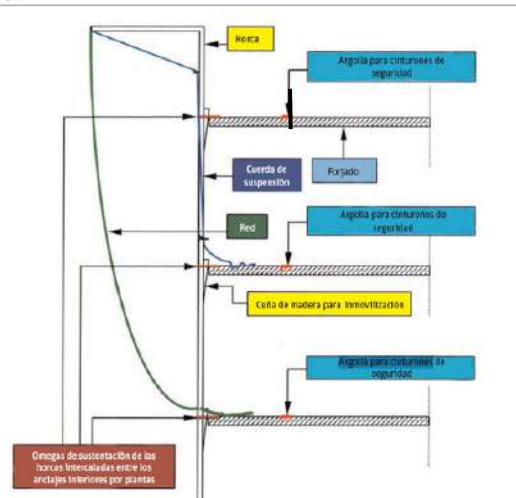 Horca
Argolla para cinturones de
seguridad
Cuerda de
suspensión
Forjado
Argolla para cinturones de
seguridad
Red
Cuña de madera para inmovilización
Argolla para cinturones de
seguridad
Omegas de sustentación de las
horcas intercaladas entre los
anclajes inferiores por plantas